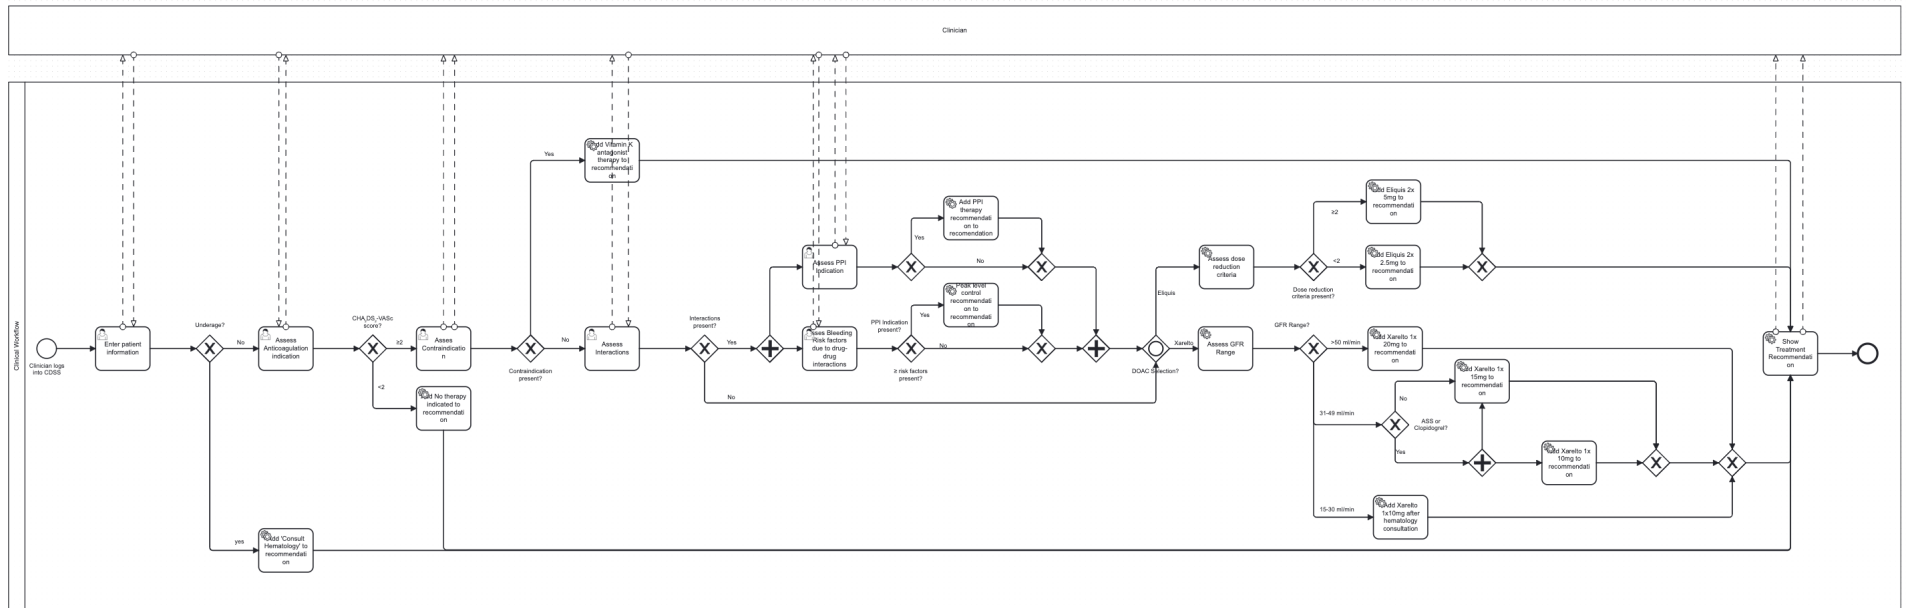 Clinician
Clinical Workflow
Clinician logs
into CDSS
Enter patient
information
Underage?
No
yes
Assess
Anticoagulation
indication
Add 'Consult
Hematology' to
recommendati
on
CHA₂DS₂-VASc
score?
≥2
<2
Asses
Contraindicatio
n
Add No therapy
indicated to
recommendati
on
Contraindication
present?
Yes
No
Add Vitamin K
antagonist
therapy to
recommendati
on
Assess
Interactions
Interactions
present?
Yes
No
Assess PPI
Indication
Asses Bleeding
Risk factors
due to drug-
drug
interactions
PPI Indication
present?
Yes
No
Add PPI
therapy
recommendati
on to
recomendation
Peak level
control
recommendati
on to
recommendati
on
Yes
No
≥ risk factors
present?
DOAC Selection?
Eliquis
Xarelto
Assess dose
reduction
criteria
Dose reduction
criteria present?
≥2
<2
Add Eliquis 2x
5mg to
recommendati
on
Add Eliquis 2x
2.5mg to
recommendati
on
Assess GFR
Range
GFR Range?
>50 ml/min
31-49 ml/min
15-30 ml/min
Add Xarelto 1x
20mg to
recommendati
on
ASS or
Clopidogrel?
No
Yes
Add Xarelto 1x
15mg to
recommendati
on
Add Xarelto 1x
10mg to
recommendati
on
Add Xarelto
1x10mg after
hematology
consultation
Show
Treatment
Recommendati
on